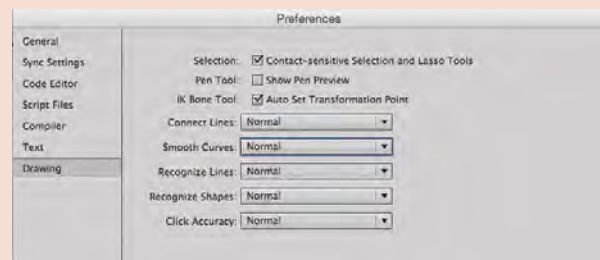 Preferences
General
Sync Settings
Code Editor
Script Files
Compiler
Text
Drawing
Selection: Contact-sensitive Selection and Lasso Tools
Pen Tool: Show Pen Preview
IK Bone Tool: Auto Set Transformation Point
Connect Lines: Normal
Smooth Curves: Normal
Recognize Lines: Normal
Recognize Shapes: Normal
Click Accuracy: Normal